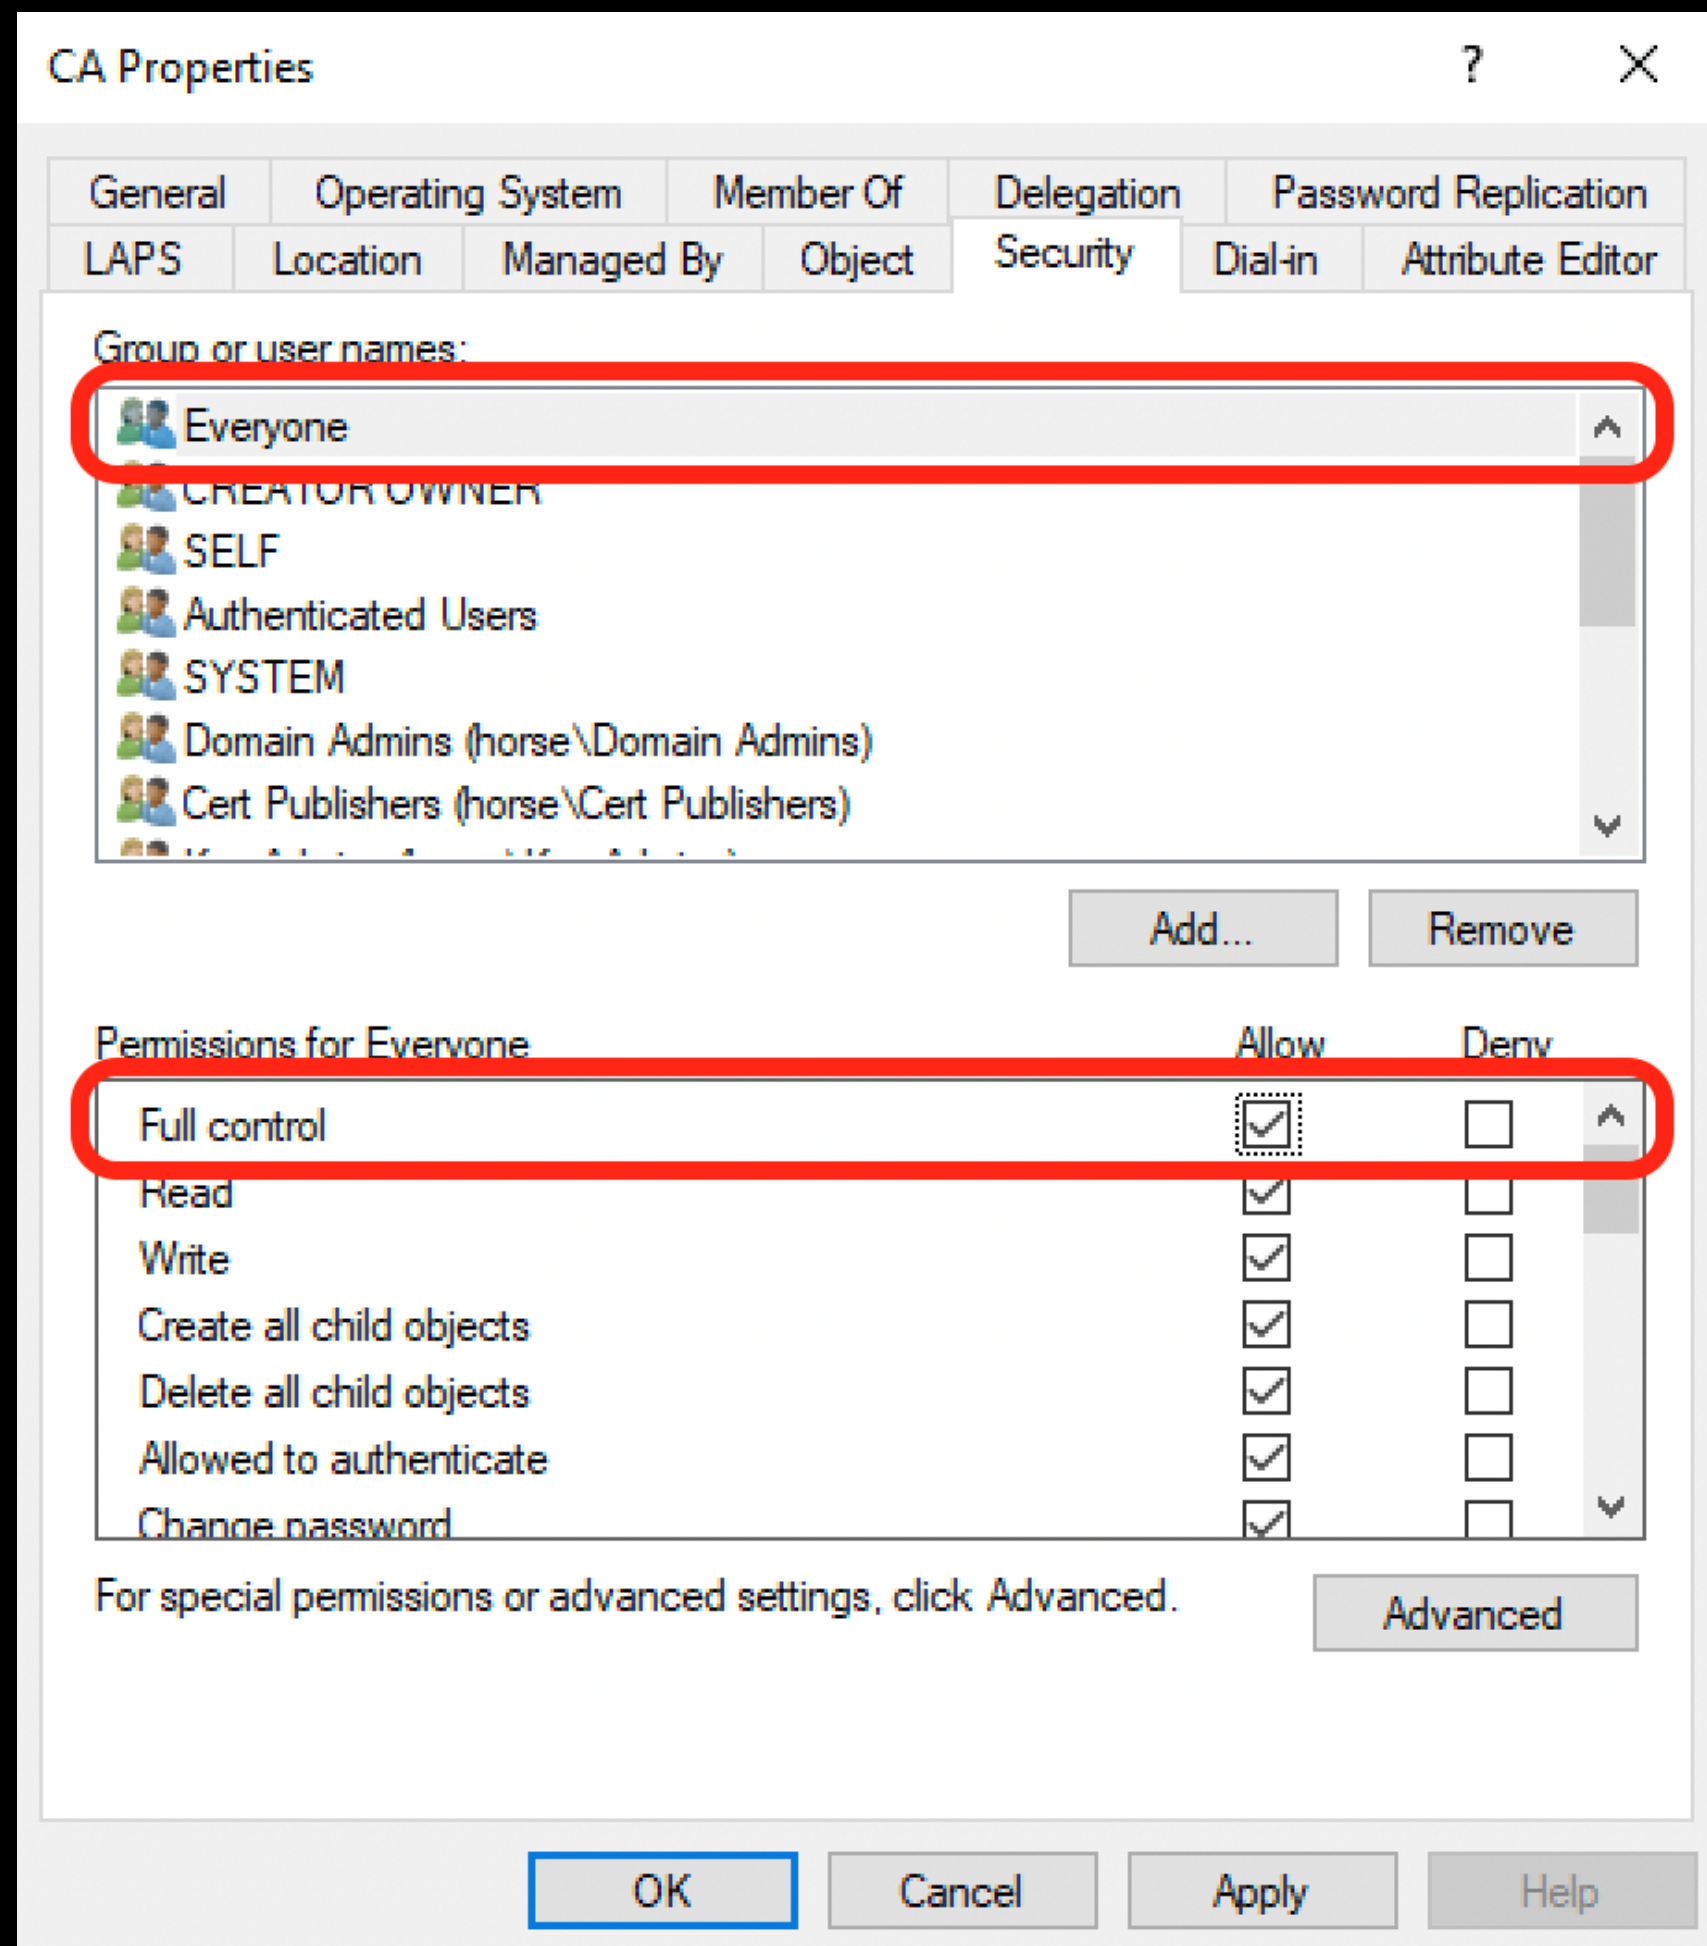 CA Properties ?
General Operating System Member Of Delegation Password Replication
LAPS Location Managed By Object Security Dial-in Attribute Editor
Group or user names:
Everyone
CREATOR OWNER
SELF
Authenticated Users
SYSTEM
Domain Admins (horse\Domain Admins)
Cert Publishers (horse\Cert Publishers)
Add... Remove
Permissions for Everyone Allow Deny
Full control
Read
Write
Create all child objects
Delete all child objects
Allowed to authenticate
Change password
For special permissions or advanced settings, click Advanced. Advanced
OK Cancel Apply Help